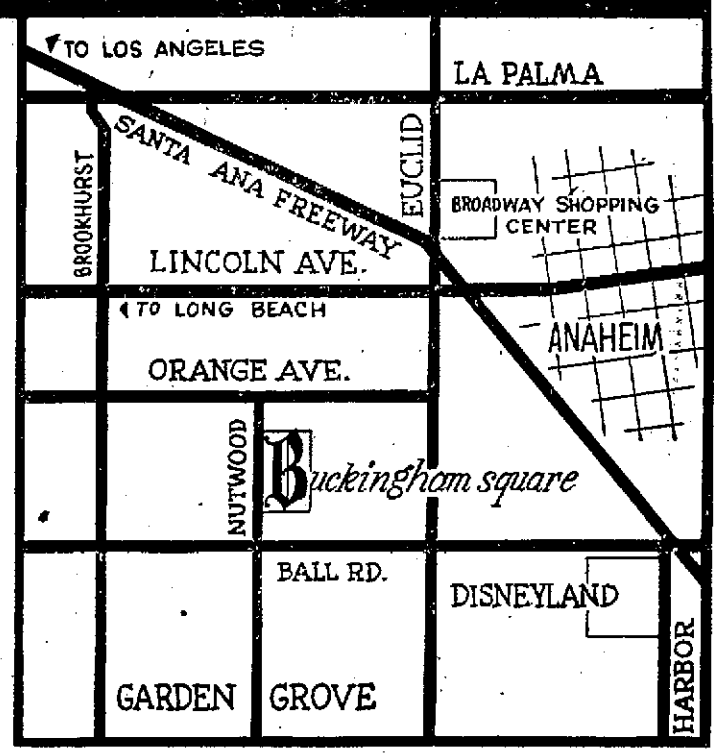 TO LOS ANGELES
LA PALMA
SANTA ANA FREEWAY
EUCLID
BROOKHURST
BROADWAY SHOPPING
CENTER
LINCOLN AVE.
TO LONG BEACH
ANAHEIM
ORANGE AVE.
NUTWOOD
Buckingham square
BALL RD.
DISNEYLAND
HARBOR
GARDEN GROVE